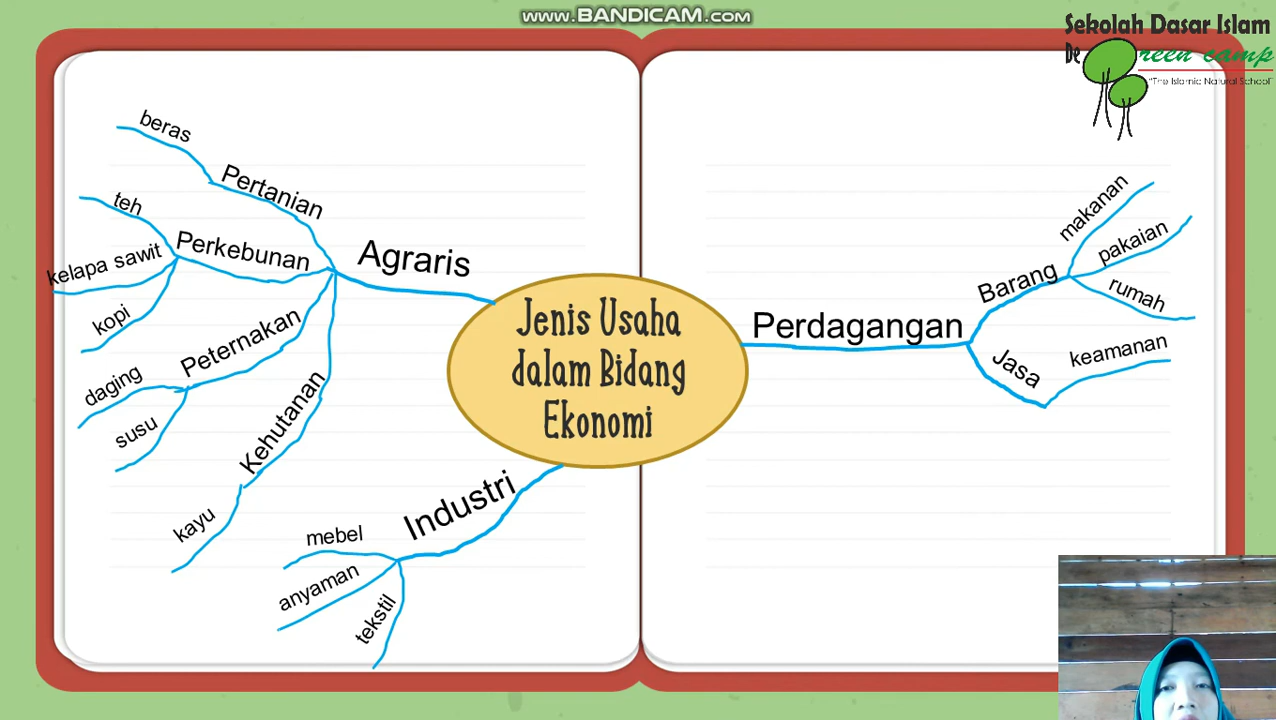 www.BANDICAM.com
Sekolah Dasar Islam
De Green camp
"The Islamic Natural School"
Jenis Usaha
dalam Bidang
Ekonomi
Agraris
Pertanian
beras
Perkebunan
teh
kelapa sawit
kopi
Peternakan
daging
susu
Kehutanan
kayu
Industri
mebel
anyaman
tekstil
Perdagangan
Barang
makanan
pakaian
rumah
Jasa
keamanan